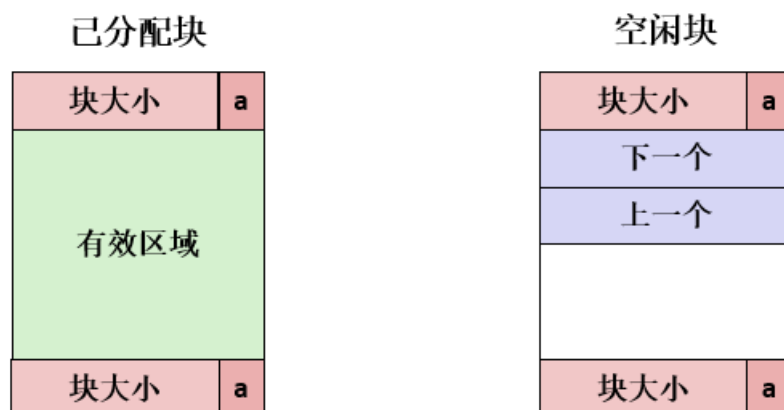 已分配块
块大小 a
有效区域
块大小 a
空闲块
块大小 a
下一个
上一个
块大小 a